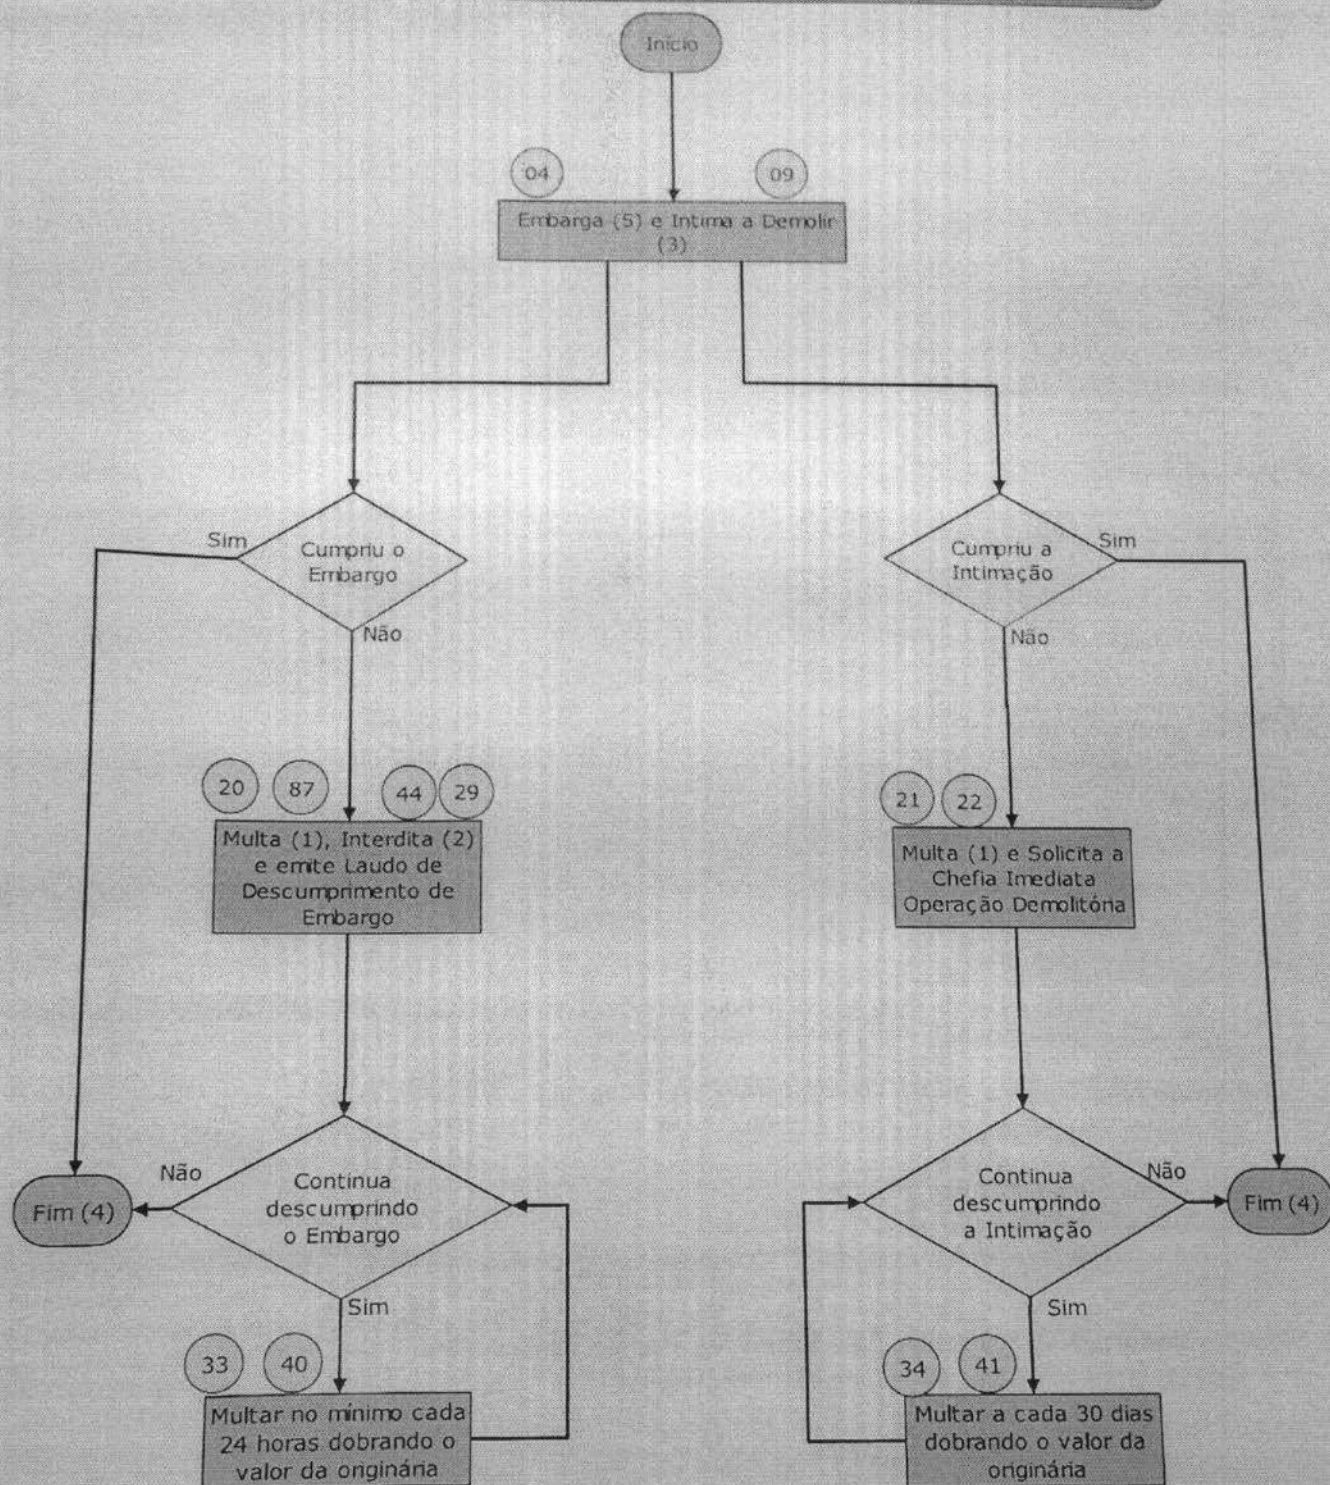 Início
04
09
Embarga (5) e Intima a Demolir
(3)
Sim
Cumpriu o
Embargo
Não
Cumpriu a
Intimação
Sim
Não
20
87
44
29
Multa (1), Interdita (2)
e emite Laudo de
Descumprimento de
Embargo
21
22
Multa (1) e Solicita a
Chefia Imediata
Operação Demolitória
Fim (4)
Não
Continua
descumprindo
o Embargo
Sim
Continua
descumprindo
a Intimação
Não
Fim (4)
Sim
33
40
Multar no mínimo cada
24 horas dobrando o
valor da originária
34
41
Multar a cada 30 dias
dobrando o valor da
originária